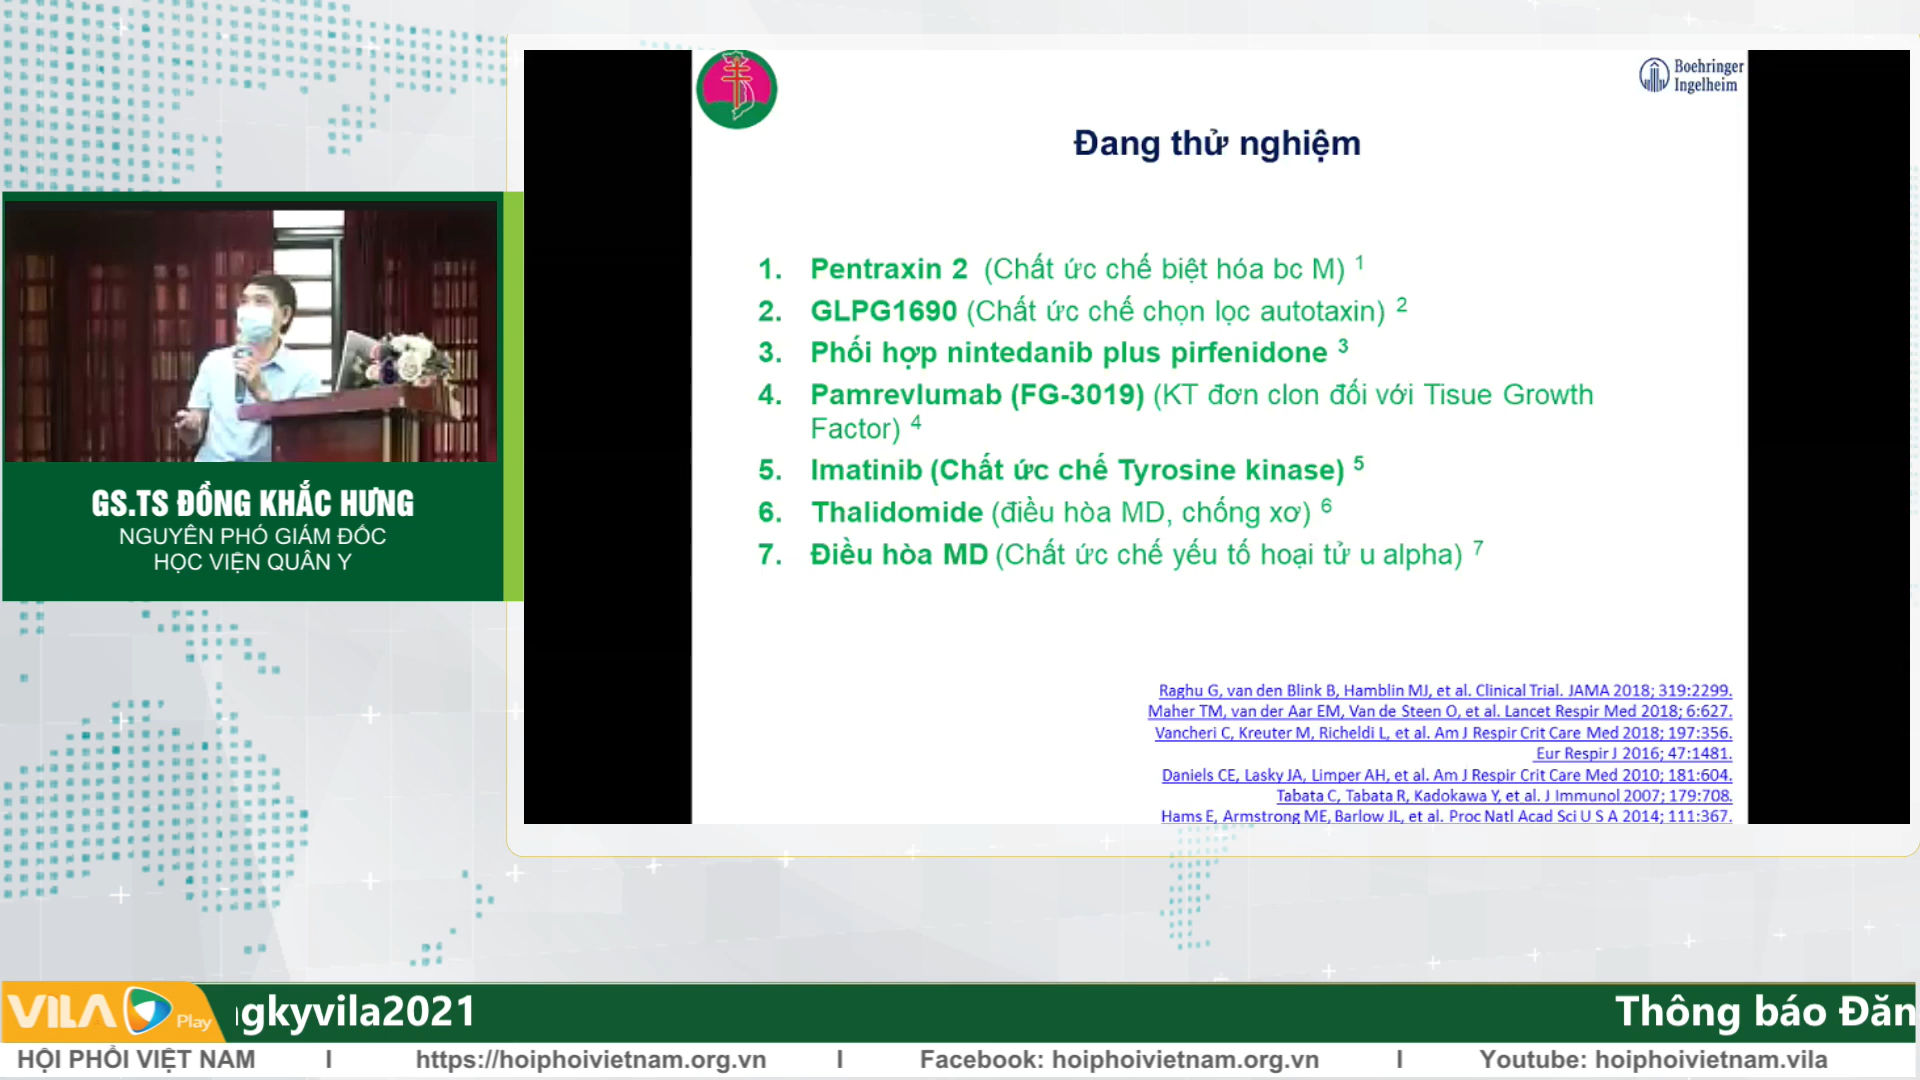 Boehringer
Ingelheim
Đang thử nghiệm
1. Pentraxin 2 (Chất ức chế biệt hóa bc M) 1
2. GLPG1690 (Chất ức chế chọn lọc autotaxin) 2
3. Phối hợp nintedanib plus pirfenidone 3
4. Pamrevlumab (FG-3019) (KT đơn clon đối với Tisue Growth
Factor) 4
5. Imatinib (Chất ức chế Tyrosine kinase) 5
6. Thalidomide (điều hòa MD, chống xơ) 6
7. Điều hòa MD (Chất ức chế yếu tố hoại tử u alpha) 7
Raghu G, van den Blink B, Hamblin MJ, et al. Clinical Trial. JAMA 2018; 319:2299.
Maher TM, van der Aar EM, Van de Steen O, et al. Lancet Respir Med 2018; 6:627.
Vancheri C, Kreuter M, Richeldi L, et al. Am J Respir Crit Care Med 2018; 197:356.
Eur Respir J 2016; 47:1481.
Daniels CE, Lasky JA, Limper AH, et al. Am J Respir Crit Care Med 2010; 181:604.
Tabata C, Tabata R, Kadokawa Y, et al. J Immunol 2007; 179:708.
Hams E, Armstrong ME, Barlow JL, et al. Proc Natl Acad Sci U S A 2014; 111:367.
GS.TS ĐỒNG KHẮC HƯNG
NGUYÊN PHÓ GIÁM ĐỐC
HỌC VIỆN QUÂN Y
VILA Play
gkyvila2021
Thông báo Đăn
HỘI PHỔI VIỆT NAM I https://hoiphoivietnam.org.vn I Facebook: hoiphoivietnam.org.vn I Youtube: hoiphoivietnam.vila